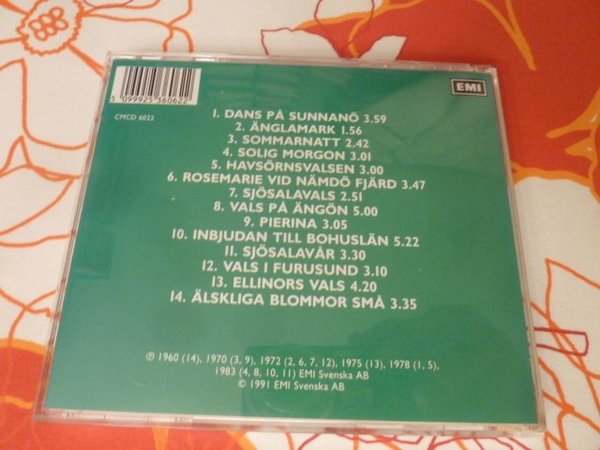 EMI
5 099925 360622
CMCD 6022
1. DANS PÅ SUNNANÖ 3.59
2. ÄNGLAMARK 1.56
3. SOMMARNATT 2.42
4. SOLIG MORGON 3.01
5. HAVSÖRNSVALSEN 3.00
6. ROSEMARIE VID NÄMDÖ FJÄRD 3.47
7. SJÖSALAVALS 2.51
8. VALS PÅ ÄNGÖN 5.00
9. PIERINA 3.05
10. INBJUDAN TILL BOHUSLÄN 5.22
11. SJÖSALAVÅR 3.30
12. VALS I FURUSUND 3.10
13. ELLINORS VALS 4.20
14. ÄLSKLIGA BLOMMOR SMÅ 3.35
℗ 1960 (14), 1970 (3, 9), 1972 (2, 6, 7, 12), 1975 (13), 1978 (1, 5),
1983 (4, 8, 10, 11) EMI Svenska AB
© 1991 EMI Svenska AB